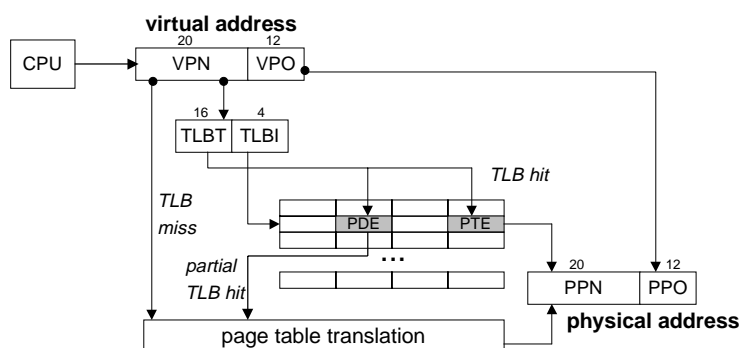 virtual address
20 12
CPU
VPN VPO
16 4
TLBT TLBI
TLB hit
TLB
miss
PDE PTE
...
partial
TLB hit
20 12
PPN PPO
physical address
page table translation